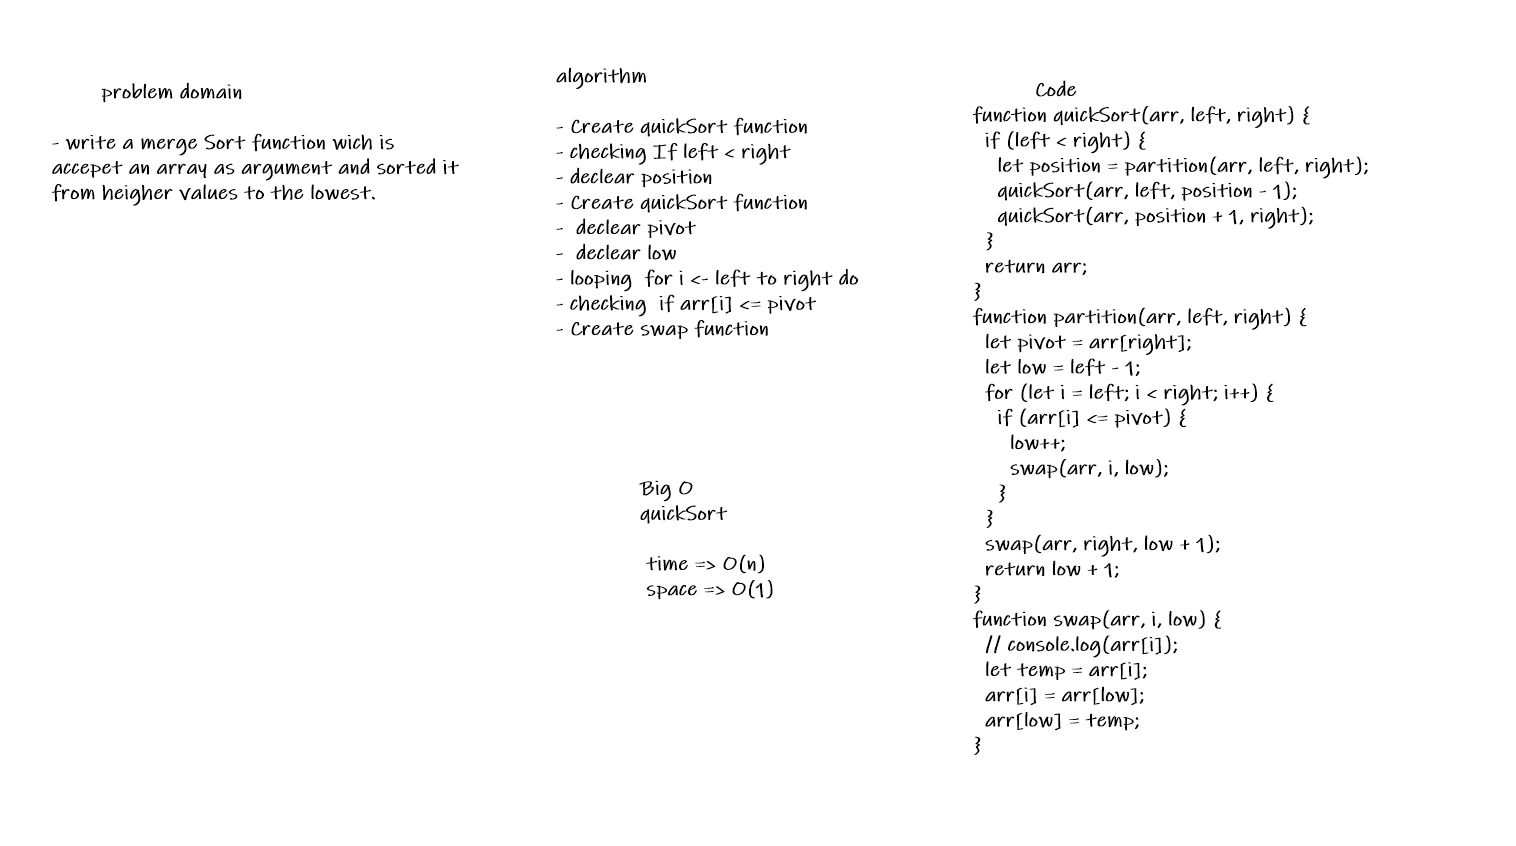 problem domain
- write a merge Sort function wich is
accepet an array as argument and sorted it
from heigher values to the lowest.
algorithm
- Create quickSort function
- checking If left < right
- declear position
- Create quickSort function
-  declear pivot
-  declear low
- looping  for i <- left to right do
- checking  if arr[i] <= pivot
- Create swap function
Big O
quickSort
time => O(n)
space => O(1)
Code
function quickSort(arr, left, right) {
  if (left < right) {
    let position = partition(arr, left, right);
    quickSort(arr, left, position - 1);
    quickSort(arr, position + 1, right);
  }
  return arr;
}
function partition(arr, left, right) {
  let pivot = arr[right];
  let low = left - 1;
  for (let i = left; i < right; i++) {
    if (arr[i] <= pivot) {
      low++;
      swap(arr, i, low);
    }
  }
  swap(arr, right, low + 1);
  return low + 1;
}
function swap(arr, i, low) {
  // console.log(arr[i]);
  let temp = arr[i];
  arr[i] = arr[low];
  arr[low] = temp;
}